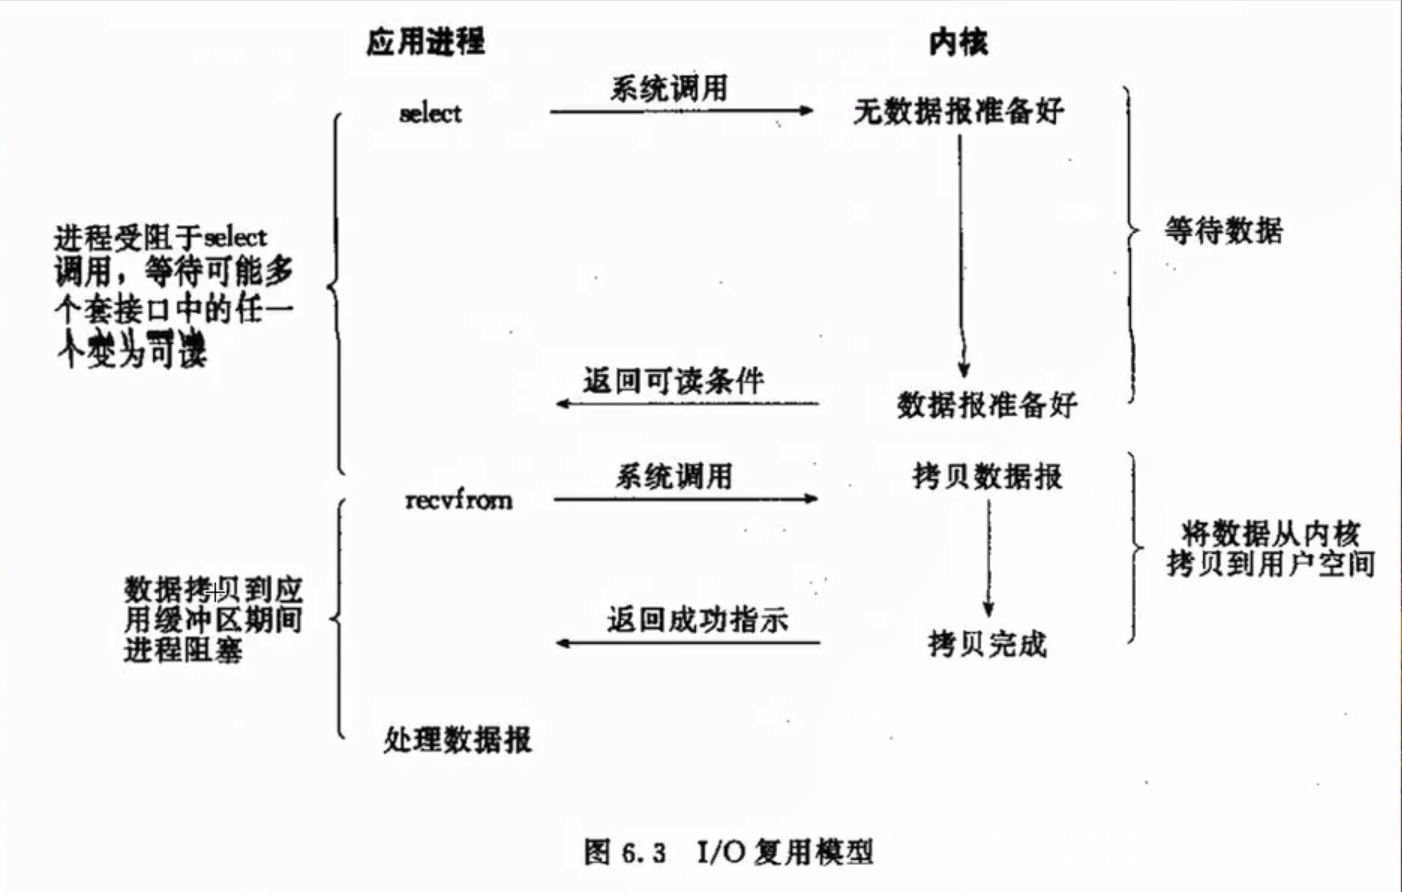 应用进程
内核
select
系统调用
无数据报准备好
进程受阻于select
调用，等待可能多
个套接口中的任一
个变为可读
等待数据
返回可读条件
数据报准备好
recvfrom
系统调用
拷贝数据报
将数据从内核
拷贝到用户空间
数据拷贝到应
用缓冲区期间
进程阻塞
返回成功指示
拷贝完成
处理数据报
图 6.3 I/O 复用模型